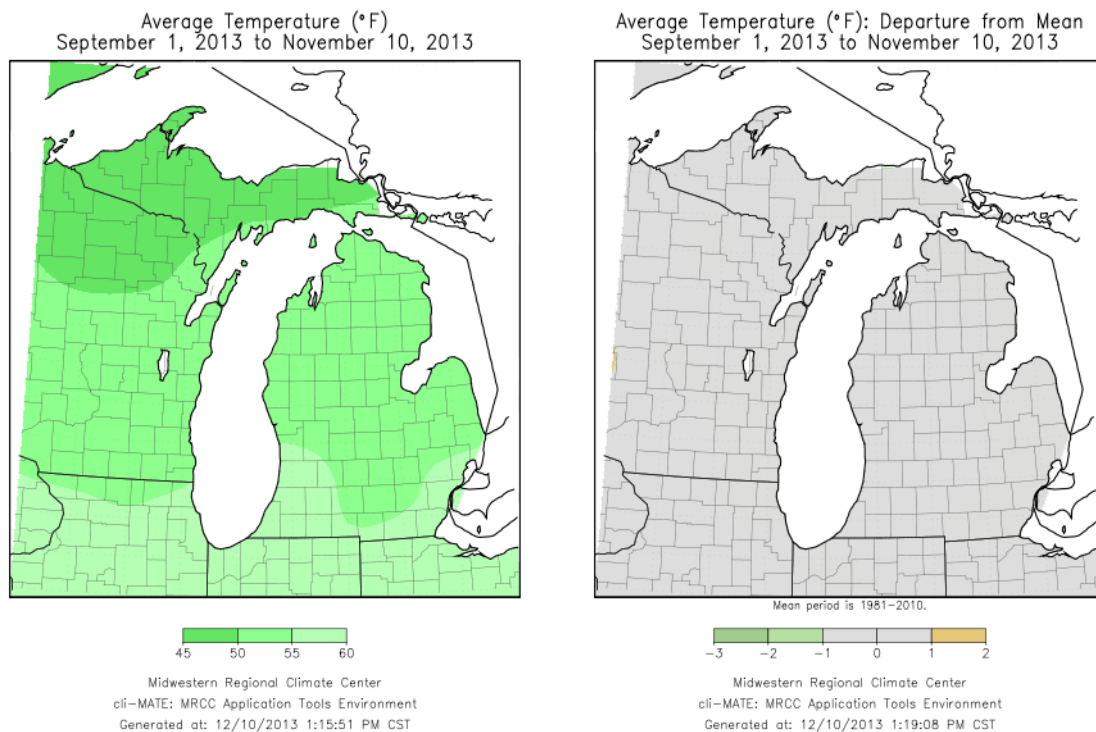 Average Temperature (°F)
September 1, 2013 to November 10, 2013
45 50 55 60
Midwestern Regional Climate Center
cli-MATE: MRCC Application Tools Environment
Generated at: 12/10/2013 1:15:51 PM CST
Average Temperature (°F): Departure from Mean
September 1, 2013 to November 10, 2013
Mean period is 1981-2010.
-3 -2 -1 0 1 2
Midwestern Regional Climate Center
cli-MATE: MRCC Application Tools Environment
Generated at: 12/10/2013 1:19:08 PM CST